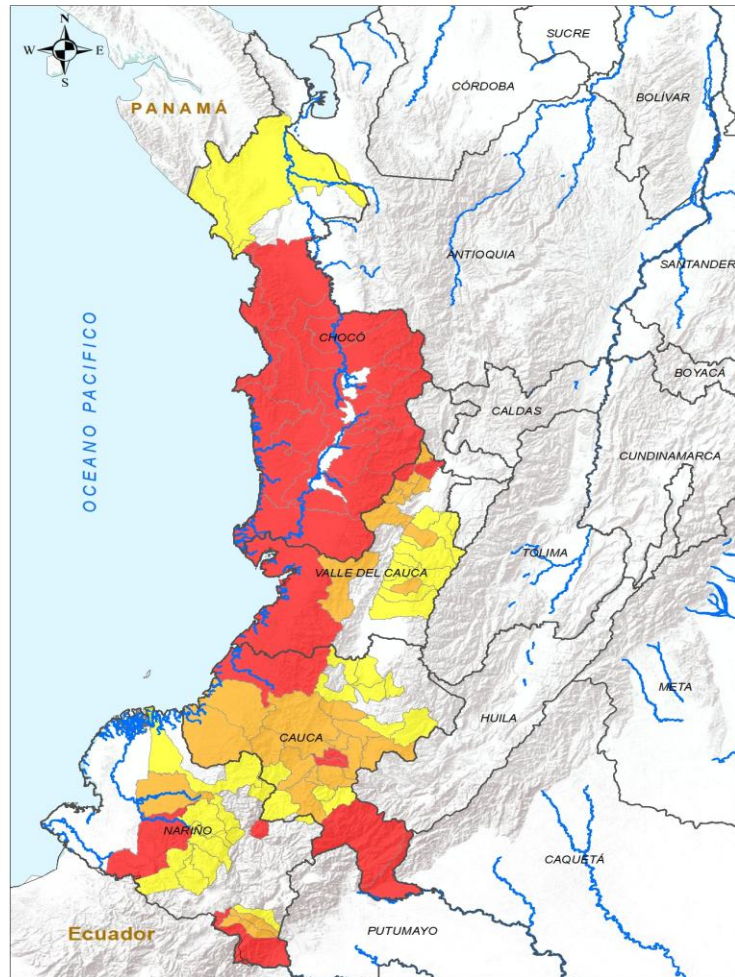 N
W E
S
SUCRE
CÓRDOBA
BOLÍVAR
PANAMÁ
ANTIOQUIA
SANTANDER
OCEANO PACIFICO
CHOCÓ
BOYACÁ
CALDAS
CUNDINAMARCA
TOLIMA
VALLE DEL CAUCA
META
HUILA
CAUCA
NARIÑO
CAQUETÁ
Ecuador
PUTUMAYO